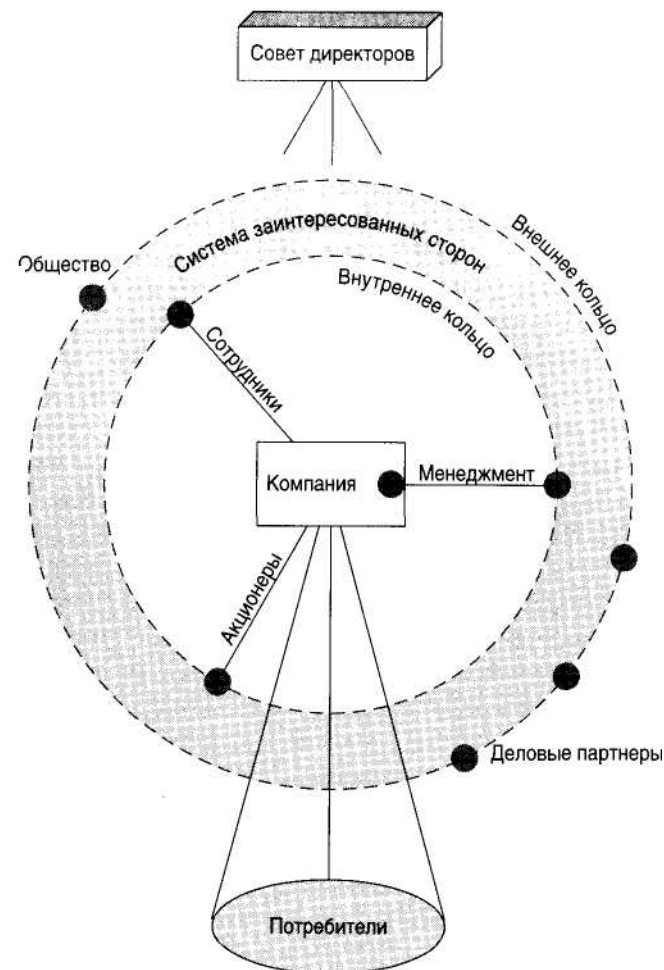 Совет директоров
Система заинтересованных сторон
Внешнее кольцо
Общество
Внутреннее кольцо
Сотрудники
Компания
Менеджмент
Акционеры
Деловые партнеры
Потребители